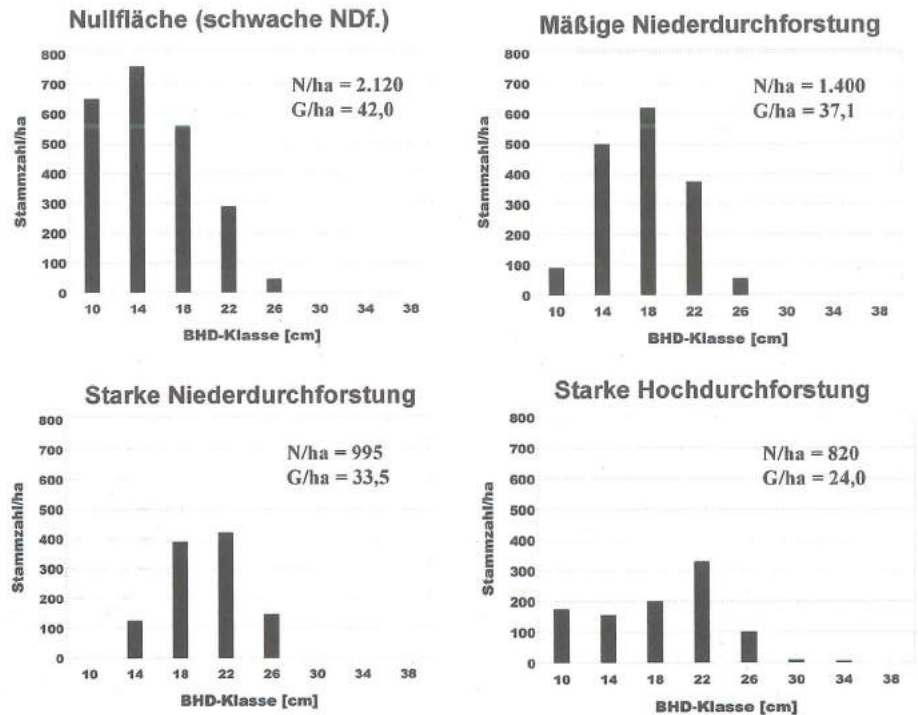 Nullfläche (schwache NDf.)
800
700
600
500
400
300
200
100
0
Stammzahl/ha
N/ha = 2.120
G/ha = 42,0
10 14 18 22 26 30 34 38
BHD-Klasse [cm]
Mäßige Niederdurchforstung
800
700
600
500
400
300
200
100
0
Stammzahl/ha
N/ha = 1.400
G/ha = 37,1
10 14 18 22 26 30 34 38
BHD-Klasse [cm]
Starke Niederdurchforstung
800
700
600
500
400
300
200
100
0
Stammzahl/ha
N/ha = 995
G/ha = 33,5
10 14 18 22 26 30 34 38
BHD-Klasse [cm]
Starke Hochdurchforstung
800
700
600
500
400
300
200
100
0
Stammzahl/ha
N/ha = 820
G/ha = 24,0
10 14 18 22 26 30 34 38
BHD-Klasse [cm]